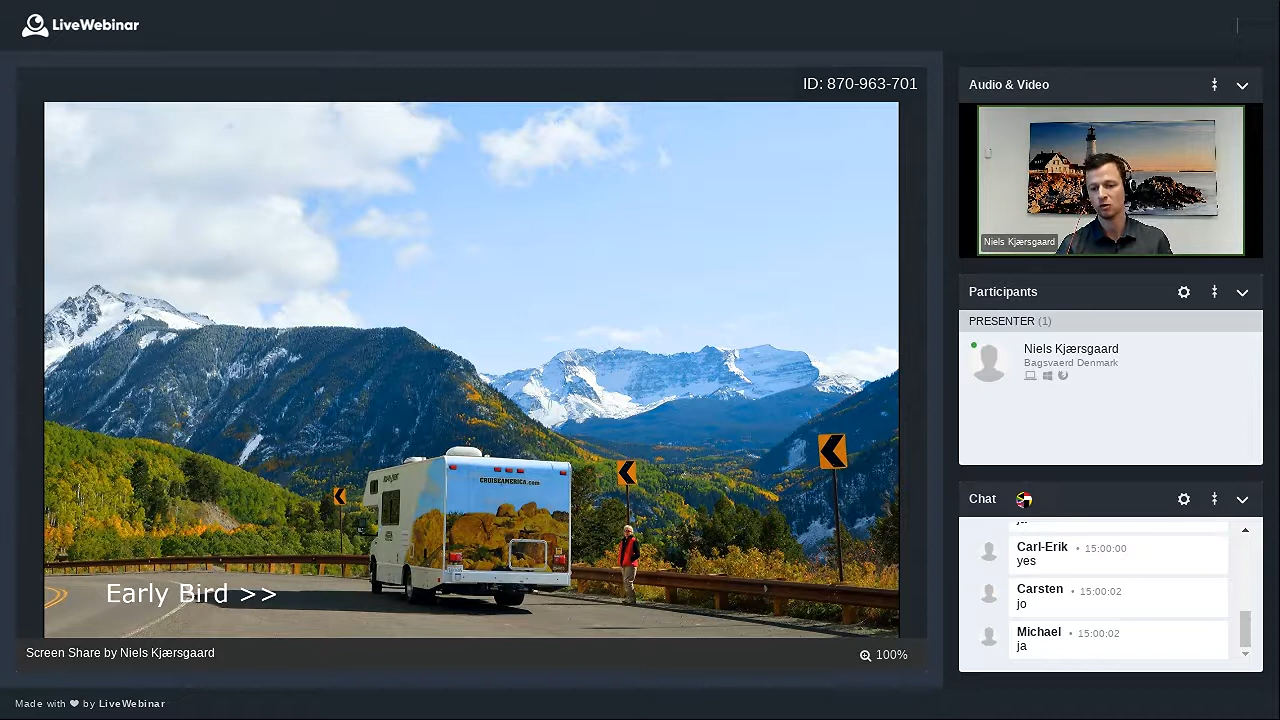 LiveWebinar
ID: 870-963-701
CRUISEAMERICA.com
Early Bird >>
Screen Share by Niels Kjærsgaard
100%
Audio & Video
Niels Kjærsgaard
Participants
PRESENTER (1)
Niels Kjærsgaard
Bagsvaerd Denmark
Chat
Carl-Erik • 15:00:00
yes
Carsten • 15:00:02
jo
Michael • 15:00:02
ja
Made with ❤ by LiveWebinar